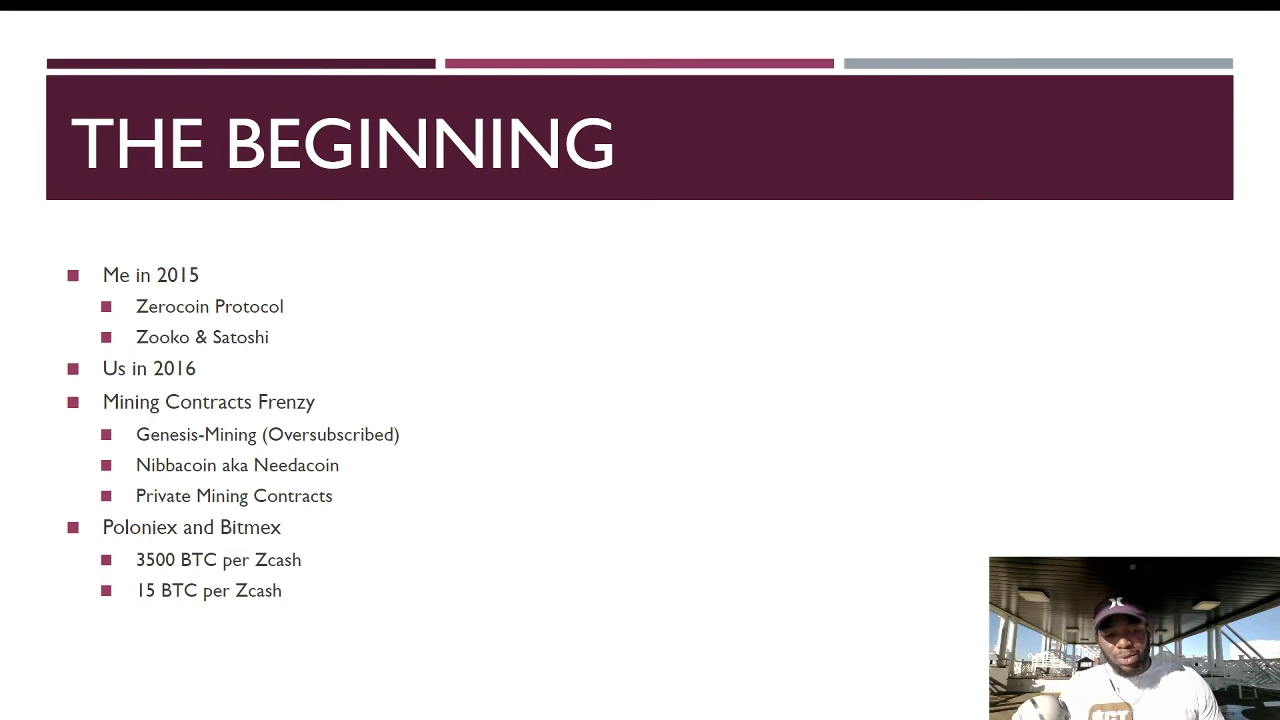 THE BEGINNING
Me in 2015
Zerocoin Protocol
Zooko & Satoshi
Us in 2016
Mining Contracts Frenzy
Genesis-Mining (Oversubscribed)
Nibbacoin aka Needacoin
Private Mining Contracts
Poloniex and Bitmex
3500 BTC per Zcash
15 BTC per Zcash